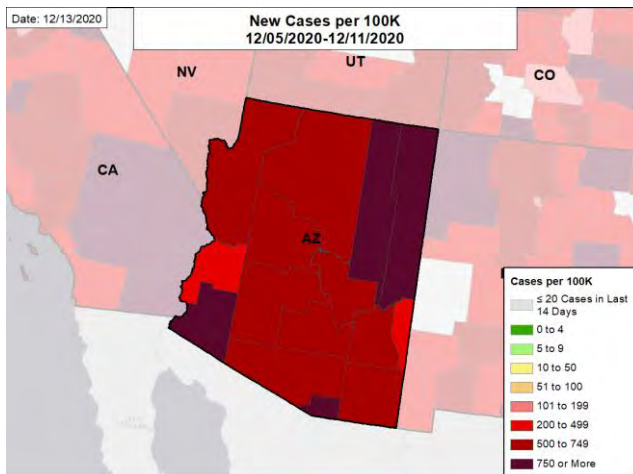 Date: 12/13/2020
New Cases per 100K
12/05/2020-12/11/2020
NV
UT
CO
CA
AZ
Cases per 100K
≤ 20 Cases in Last
14 Days
0 to 4
5 to 9
10 to 50
51 to 100
101 to 199
200 to 499
500 to 749
750 or More